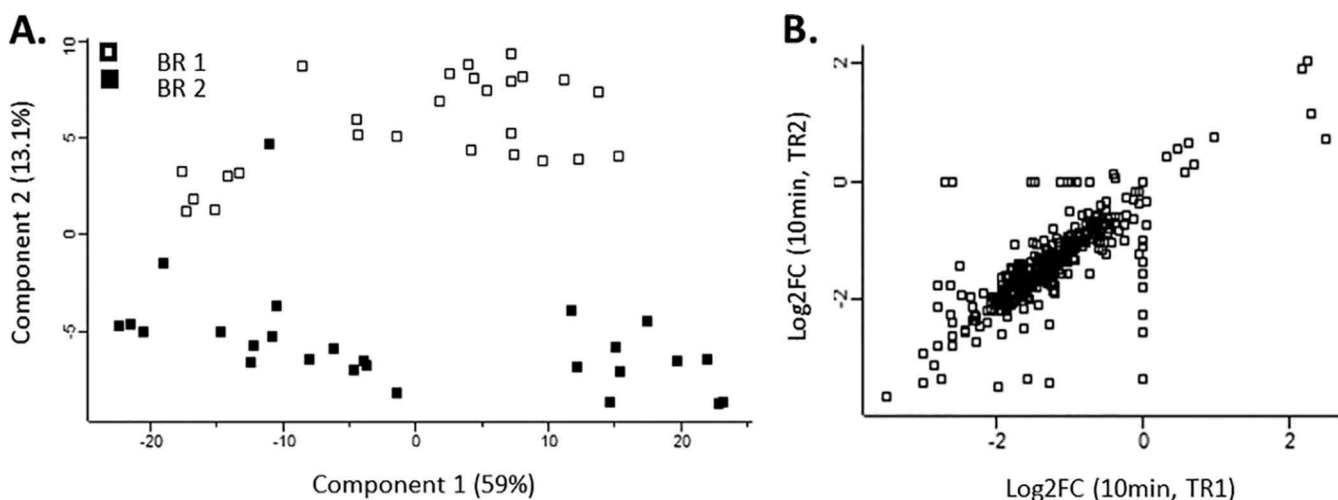 A.
BR 1
BR 2
10
5
0
-5
Component 2 (13.1%)
-20
-10
0
10
20
Component 1 (59%)
B.
2
0
-2
Log2FC (10min, TR2)
-2
0
2
Log2FC (10min, TR1)